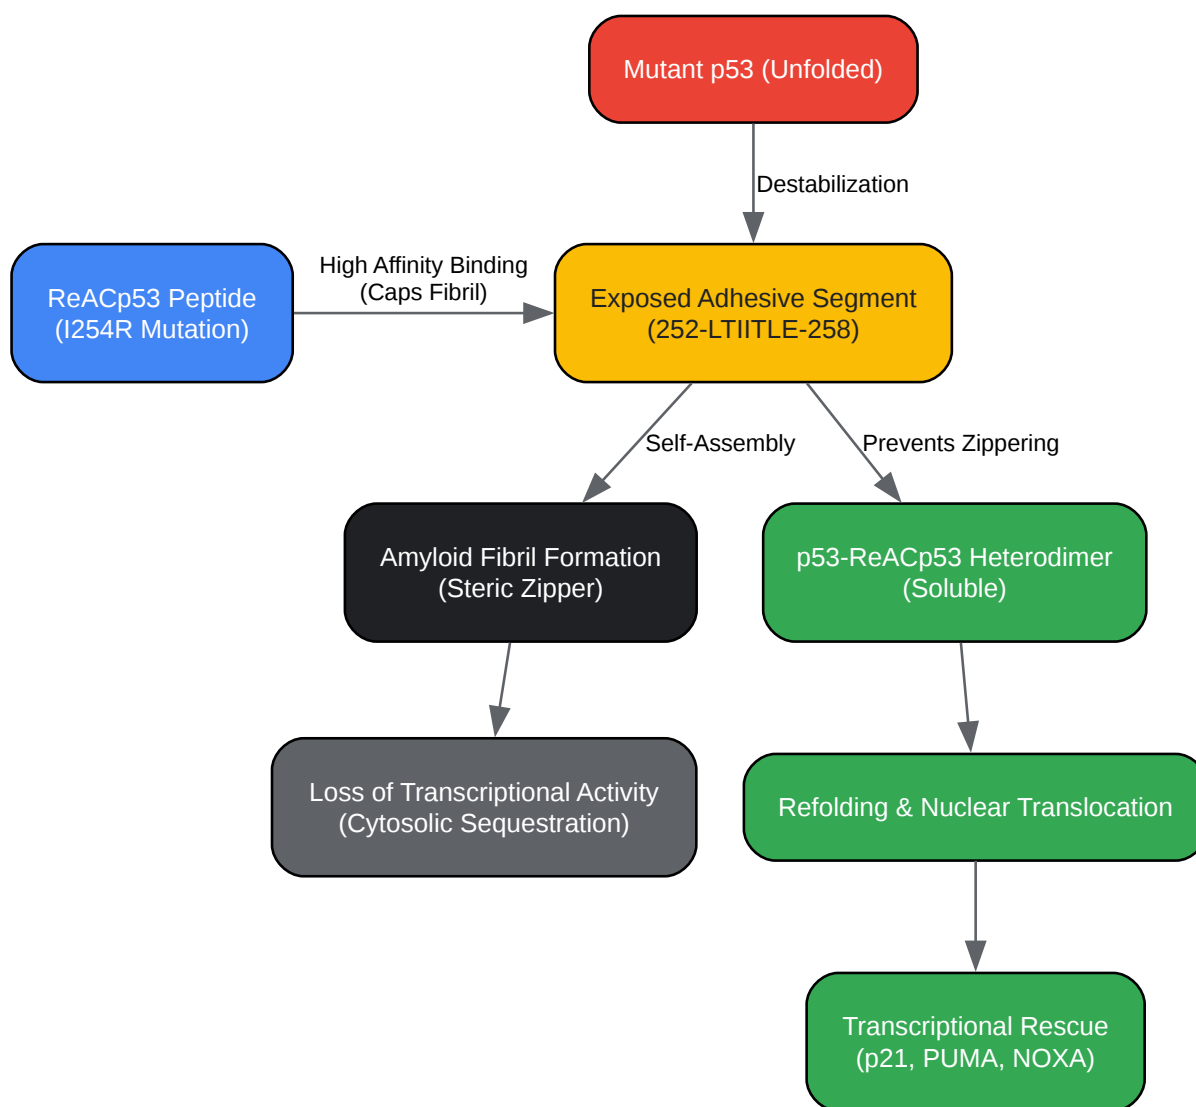 Mutant p53 (Unfolded)
Destabilization
ReACp53 Peptide
(I254R Mutation)
High Affinity Binding
(Caps Fibril)
Exposed Adhesive Segment
(252-LTIITLE-258)
Self-Assembly
Prevents Zippering
Amyloid Fibril Formation
(Steric Zipper)
p53-ReACp53 Heterodimer
(Soluble)
Loss of Transcriptional Activity
(Cytosolic Sequestration)
Refolding & Nuclear Translocation
Transcriptional Rescue
(p21, PUMA, NOXA)